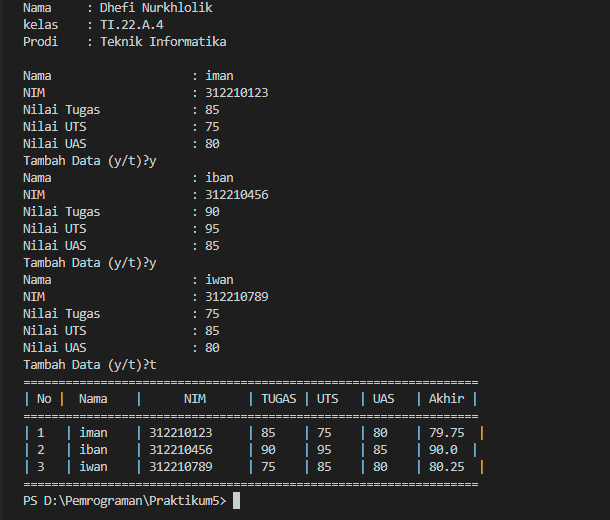 Nama     : Dhefi Nurkhlolik
kelas    : TI.22.A.4
Prodi    : Teknik Informatika
Nama                    : iman
NIM                     : 312210123
Nilai Tugas             : 85
Nilai UTS               : 75
Nilai UAS               : 80
Tambah Data (y/t)?y
Nama                    : iban
NIM                     : 312210456
Nilai Tugas             : 90
Nilai UTS               : 95
Nilai UAS               : 85
Tambah Data (y/t)?y
Nama                    : iwan
NIM                     : 312210789
Nilai Tugas             : 75
Nilai UTS               : 85
Nilai UAS               : 80
Tambah Data (y/t)?t
=================================================================
| No |  Nama    |      NIM      | TUGAS | UTS   | UAS   | Akhir |
=================================================================
| 1   | iman    | 312210123     | 85    | 75    | 80    | 79.75  |
| 2   | iban    | 312210456     | 90    | 95    | 85    | 90.0  |
| 3   | iwan    | 312210789     | 75    | 85    | 80    | 80.25  |
=================================================================
PS D:\Pemrograman\Praktikum5>